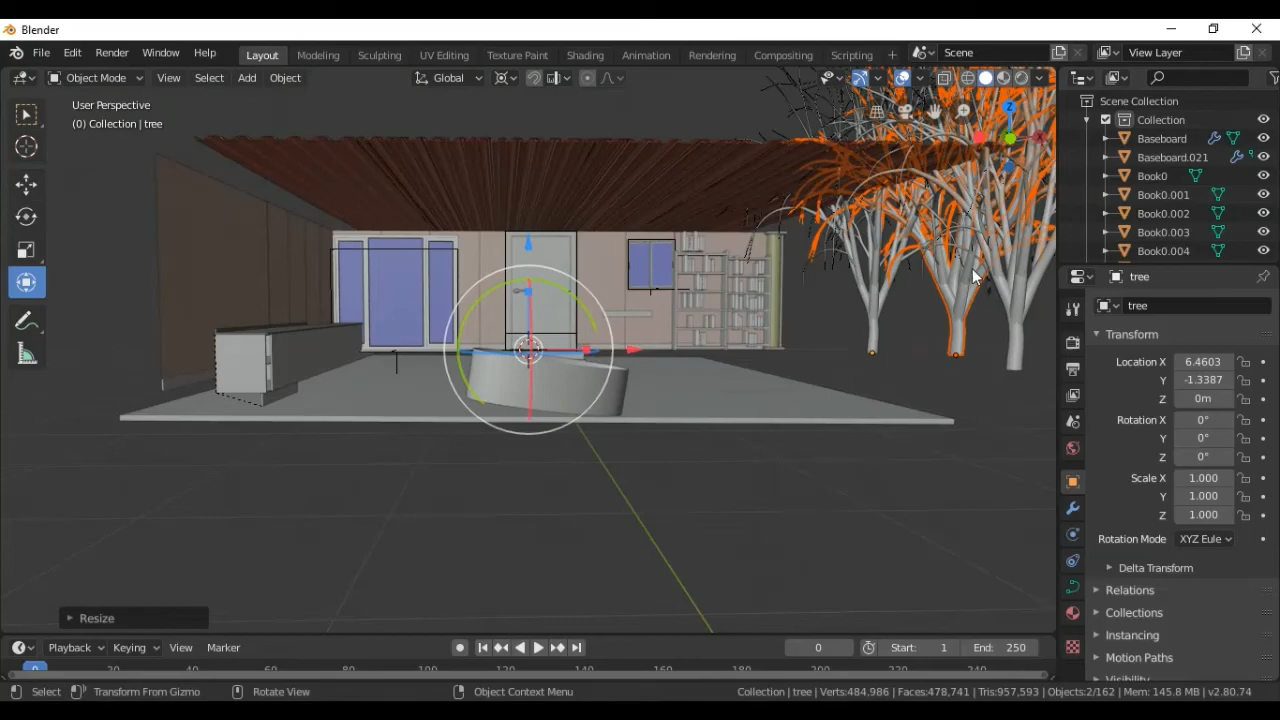 Blender
File Edit Render Window Help Layout Modeling Sculpting UV Editing Texture Paint Shading Animation Rendering Compositing Scripting + Scene View Layer
Object Mode View Select Add Object Global
User Perspective
(0) Collection | tree
Z
Scene Collection
Collection
Baseboard
Baseboard.021
Book0
Book0.001
Book0.002
Book0.003
Book0.004
tree
tree
Transform
Location X 6.4603
Y -1.3387
Z 0m
Rotation X 0°
Y 0°
Z 0°
Scale X 1.000
Y 1.000
Z 1.000
Rotation Mode XYZ Eule
Delta Transform
Relations
Collections
Instancing
Motion Paths
Visibility
Resize
Playback Keying View Marker 0 Start: 1 End: 250
0 20 40 60 80 100 120 140 160 180 200 220 240
Select Transform From Gizmo Rotate View Object Context Menu Collection | tree | Verts:484,986 | Faces:478,741 | Tris:957,593 | Objects:2/162 | Mem: 145.8 MB | v2.80.74